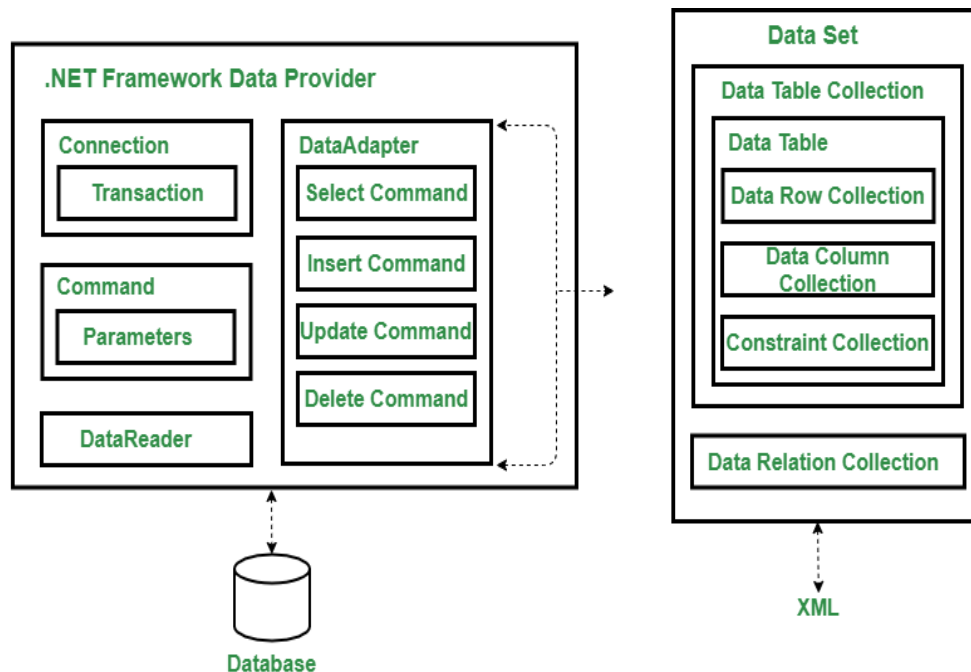 .NET Framework Data Provider
Connection
Transaction
Command
Parameters
DataReader
DataAdapter
Select Command
Insert Command
Update Command
Delete Command
Database
Data Set
Data Table Collection
Data Table
Data Row Collection
Data Column
Collection
Constraint Collection
Data Relation Collection
XML